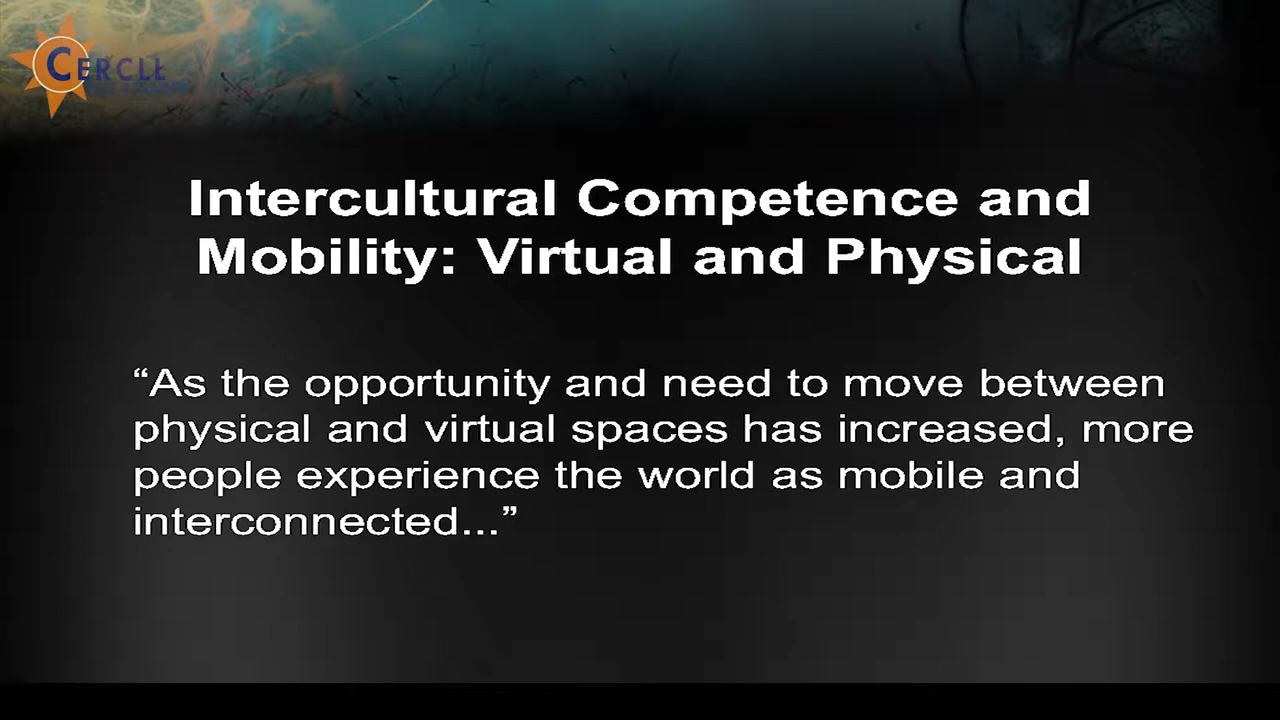 CERCLL
Intercultural Competence and
Mobility: Virtual and Physical
“As the opportunity and need to move between
physical and virtual spaces has increased, more
people experience the world as mobile and
interconnected...”